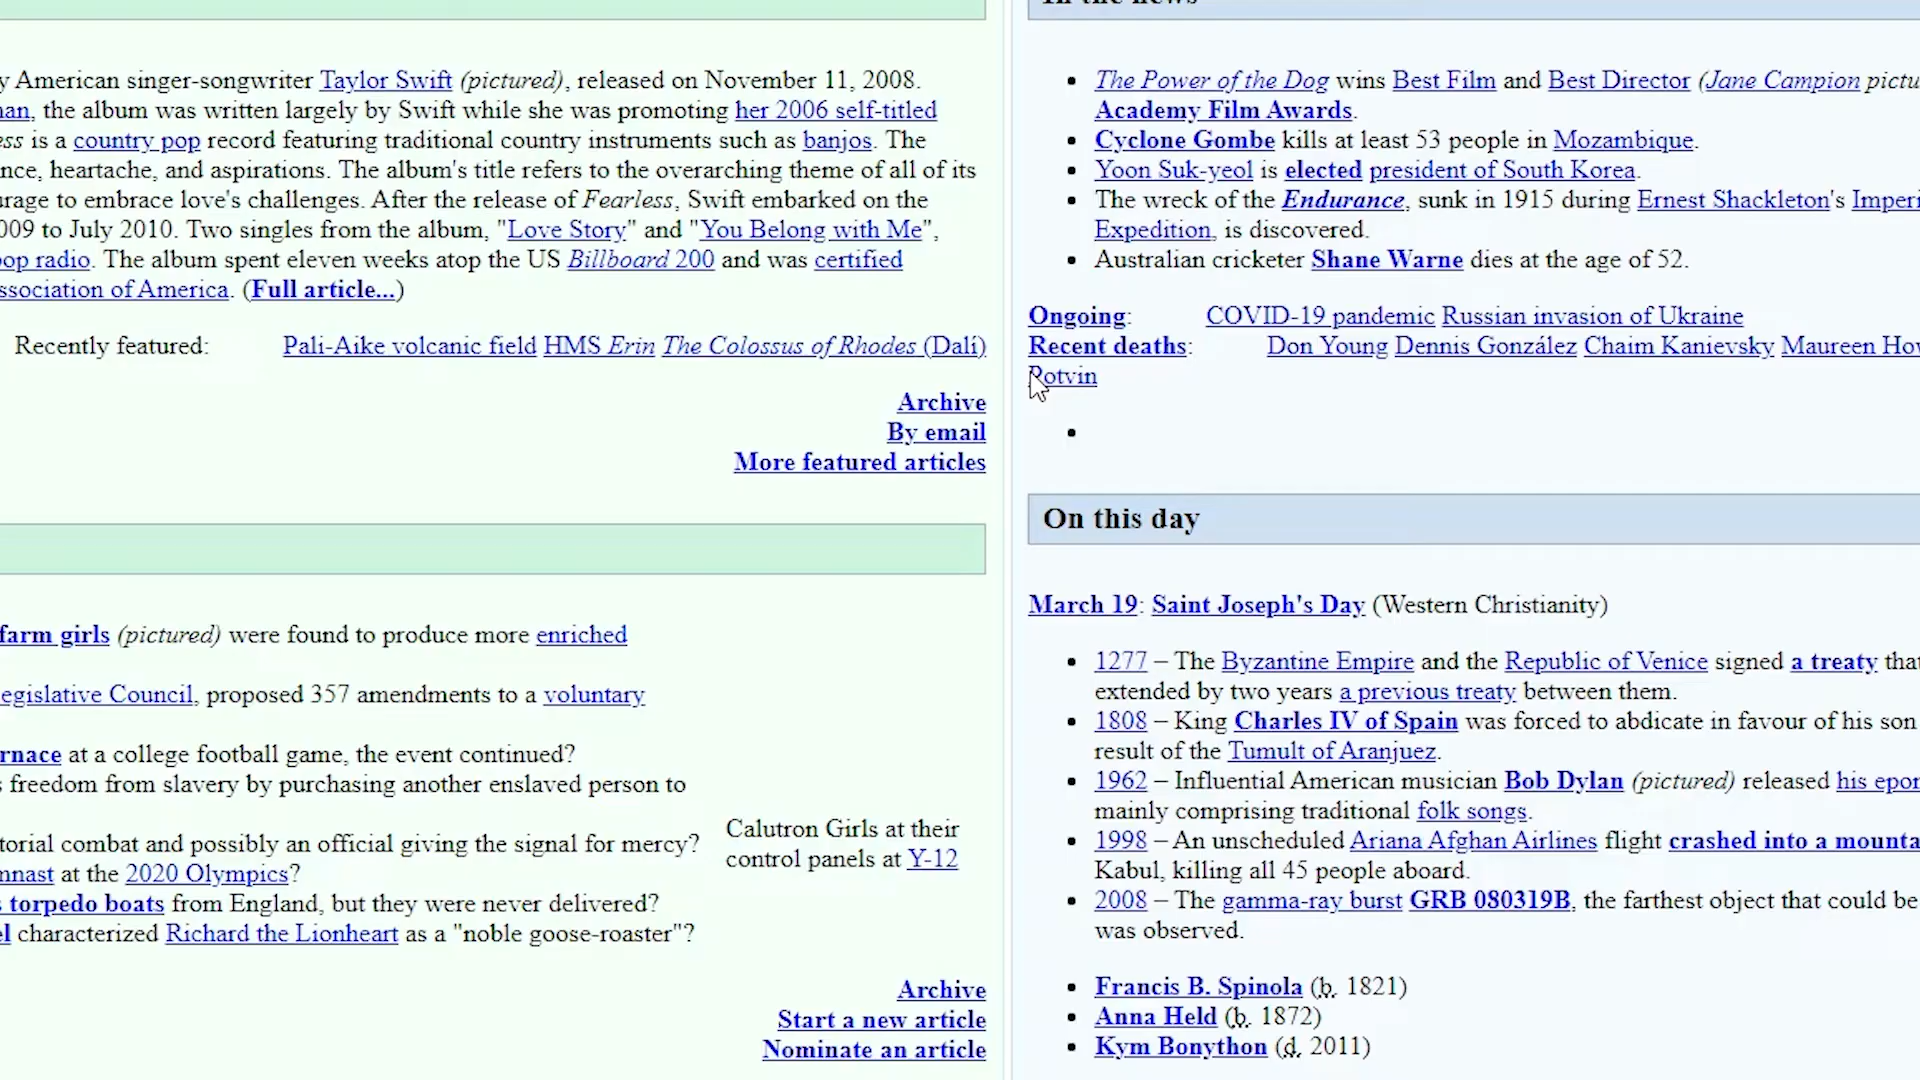 y American singer-songwriter Taylor Swift (pictured), released on November 11, 2008.
an, the album was written largely by Swift while she was promoting her 2006 self-titled
ess is a country pop record featuring traditional country instruments such as banjos. The
nce, heartache, and aspirations. The album's title refers to the overarching theme of all of its
urage to embrace love's challenges. After the release of Fearless, Swift embarked on the
009 to July 2010. Two singles from the album, "Love Story" and "You Belong with Me",
pop radio. The album spent eleven weeks atop the US Billboard 200 and was certified
ssociation of America. (Full article...)
Recently featured: Pali-Aike volcanic field HMS Erin The Colossus of Rhodes (Dalí)
Archive
By email
More featured articles
farm girls (pictured) were found to produce more enriched
egislative Council, proposed 357 amendments to a voluntary
rnace at a college football game, the event continued?
s freedom from slavery by purchasing another enslaved person to
torial combat and possibly an official giving the signal for mercy?
mnast at the 2020 Olympics?
s torpedo boats from England, but they were never delivered?
el characterized Richard the Lionheart as a "noble goose-roaster"?
Calutron Girls at their
control panels at Y-12
Archive
Start a new article
Nominate an article
In the news
The Power of the Dog wins Best Film and Best Director (Jane Campion pictu
Academy Film Awards.
Cyclone Gombe kills at least 53 people in Mozambique.
Yoon Suk-yeol is elected president of South Korea.
The wreck of the Endurance, sunk in 1915 during Ernest Shackleton's Imperi
Expedition, is discovered.
Australian cricketer Shane Warne dies at the age of 52.
Ongoing: COVID-19 pandemic Russian invasion of Ukraine
Recent deaths: Don Young Dennis González Chaim Kanievsky Maureen How
Potvin
On this day
March 19: Saint Joseph's Day (Western Christianity)
1277 – The Byzantine Empire and the Republic of Venice signed a treaty that
extended by two years a previous treaty between them.
1808 – King Charles IV of Spain was forced to abdicate in favour of his son
result of the Tumult of Aranjuez.
1962 – Influential American musician Bob Dylan (pictured) released his epon
mainly comprising traditional folk songs.
1998 – An unscheduled Ariana Afghan Airlines flight crashed into a mounta
Kabul, killing all 45 people aboard.
2008 – The gamma-ray burst GRB 080319B, the farthest object that could be
was observed.
Francis B. Spinola (b. 1821)
Anna Held (b. 1872)
Kym Bonython (d. 2011)